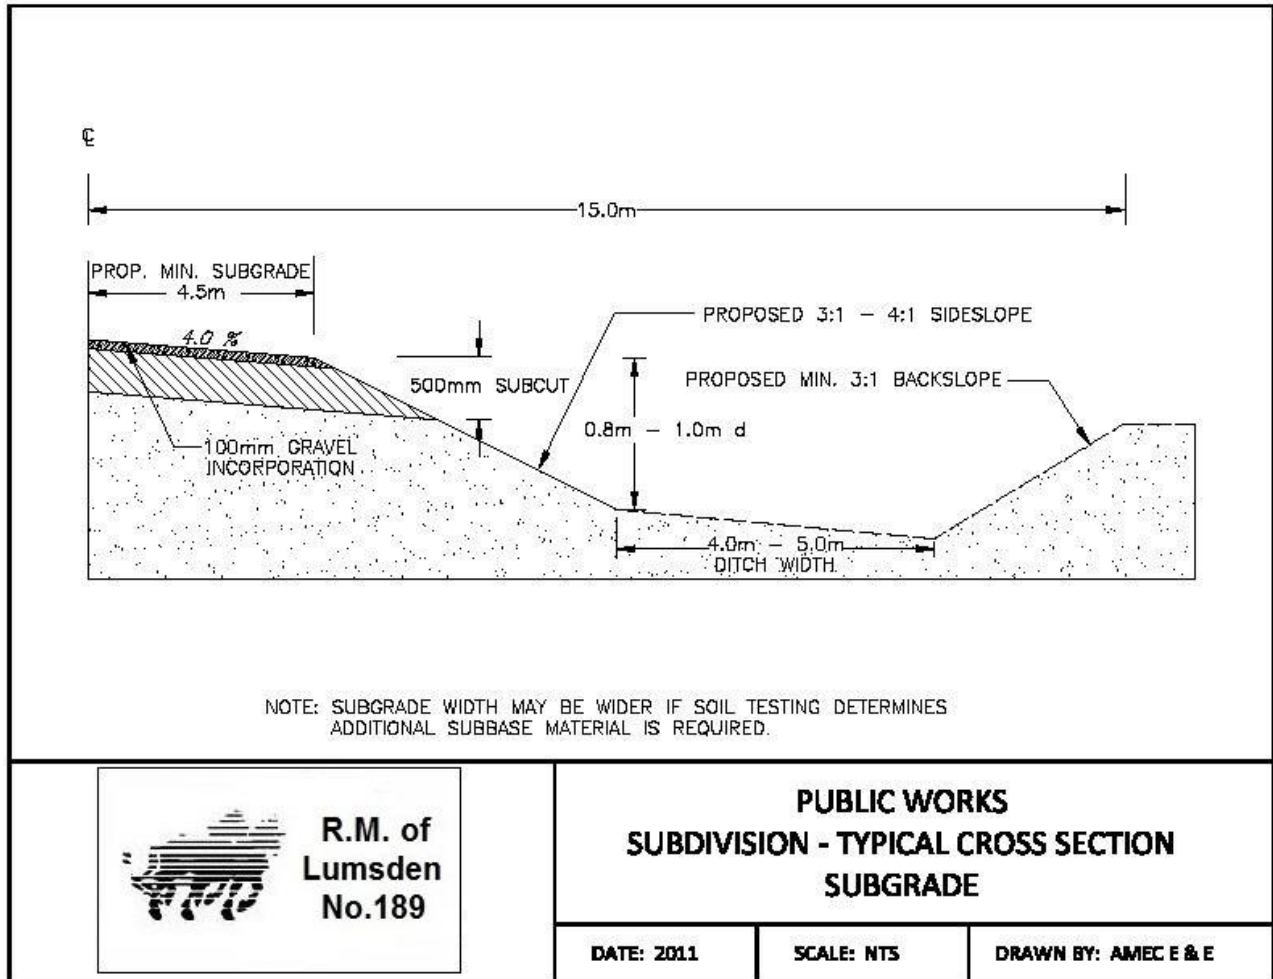 ℄
15.0m
PROP. MIN. SUBGRADE
4.5m
4.0 %
PROPOSED 3:1 - 4:1 SIDESLOPE
500mm SUBCUT
PROPOSED MIN. 3:1 BACKSLOPE
0.8m - 1.0m d
100mm GRAVEL
INCORPORATION
4.0m - 5.0m
DITCH WIDTH
NOTE: SUBGRADE WIDTH MAY BE WIDER IF SOIL TESTING DETERMINES
ADDITIONAL SUBBASE MATERIAL IS REQUIRED.
R.M. of
Lumsden
No.189
PUBLIC WORKS
SUBDIVISION - TYPICAL CROSS SECTION
SUBGRADE
DATE: 2011
SCALE: NTS
DRAWN BY: AMEC E & E